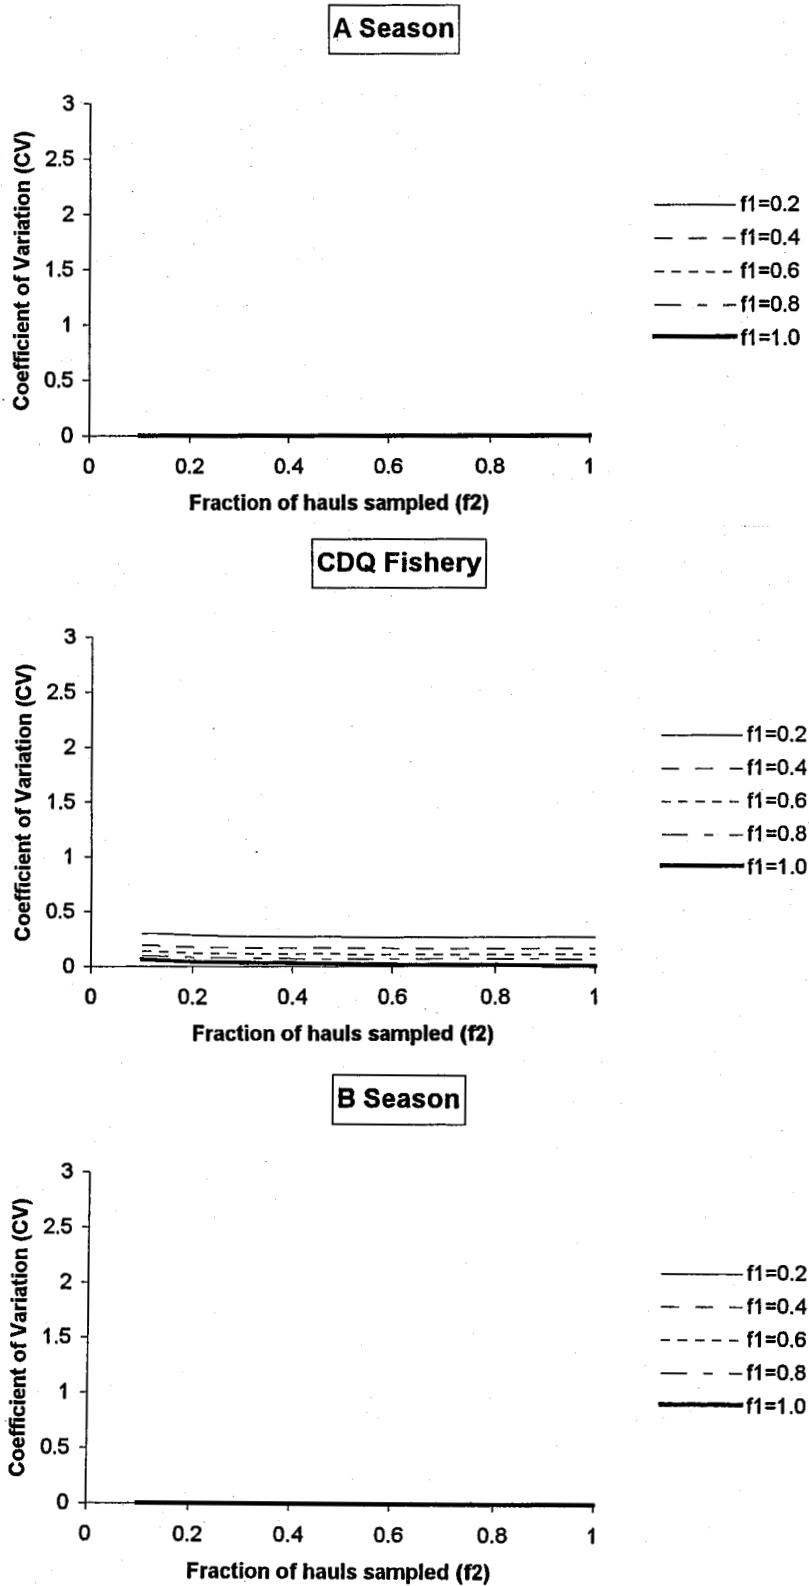 A Season
Coefficient of Variation (CV)
3
2.5
2
1.5
1
0.5
0
0 0.2 0.4 0.6 0.8 1
Fraction of hauls sampled (f2)
f1=0.2
f1=0.4
f1=0.6
f1=0.8
f1=1.0
CDQ Fishery
Coefficient of Variation (CV)
3
2.5
2
1.5
1
0.5
0
0 0.2 0.4 0.6 0.8 1
Fraction of hauls sampled (f2)
f1=0.2
f1=0.4
f1=0.6
f1=0.8
f1=1.0
B Season
Coefficient of Variation (CV)
3
2.5
2
1.5
1
0.5
0
0 0.2 0.4 0.6 0.8 1
Fraction of hauls sampled (f2)
f1=0.2
f1=0.4
f1=0.6
f1=0.8
f1=1.0